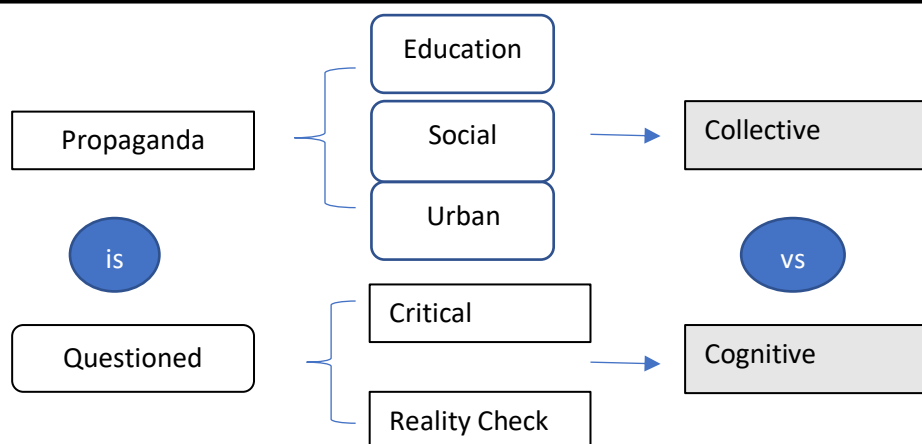 Education
Propaganda
Social
Collective
Urban
is
vs
Critical
Questioned
Cognitive
Reality Check